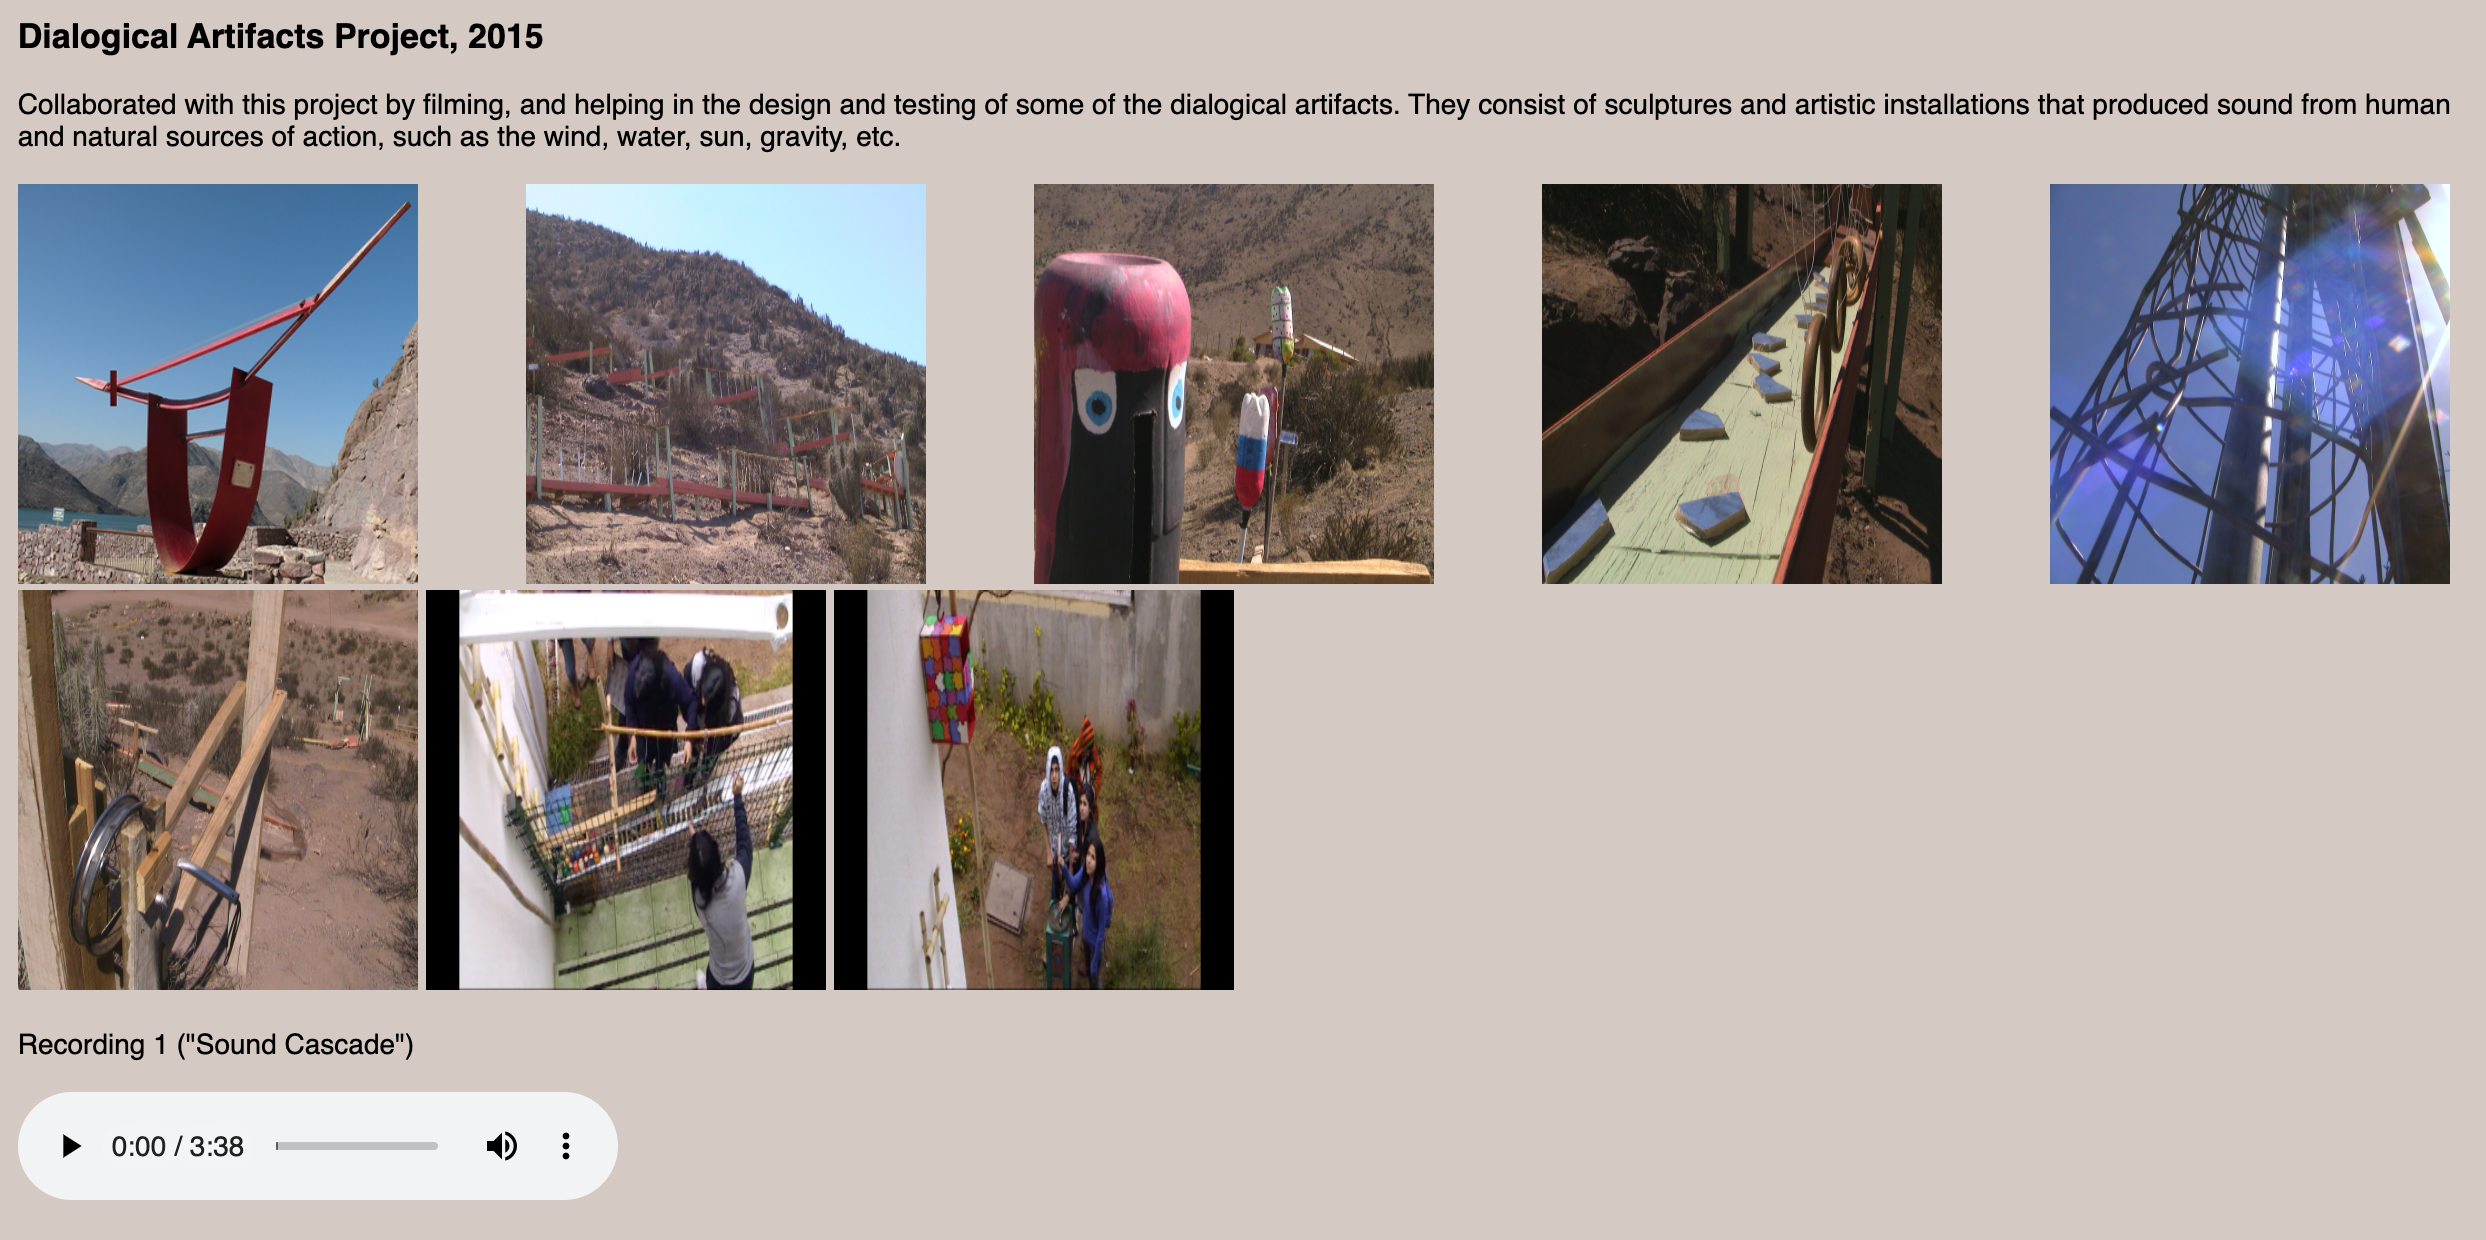 Dialogical Artifacts Project, 2015
Collaborated with this project by filming, and helping in the design and testing of some of the dialogical artifacts. They consist of sculptures and artistic installations that produced sound from human
and natural sources of action, such as the wind, water, sun, gravity, etc.
Recording 1 ("Sound Cascade")
0:00 / 3:38